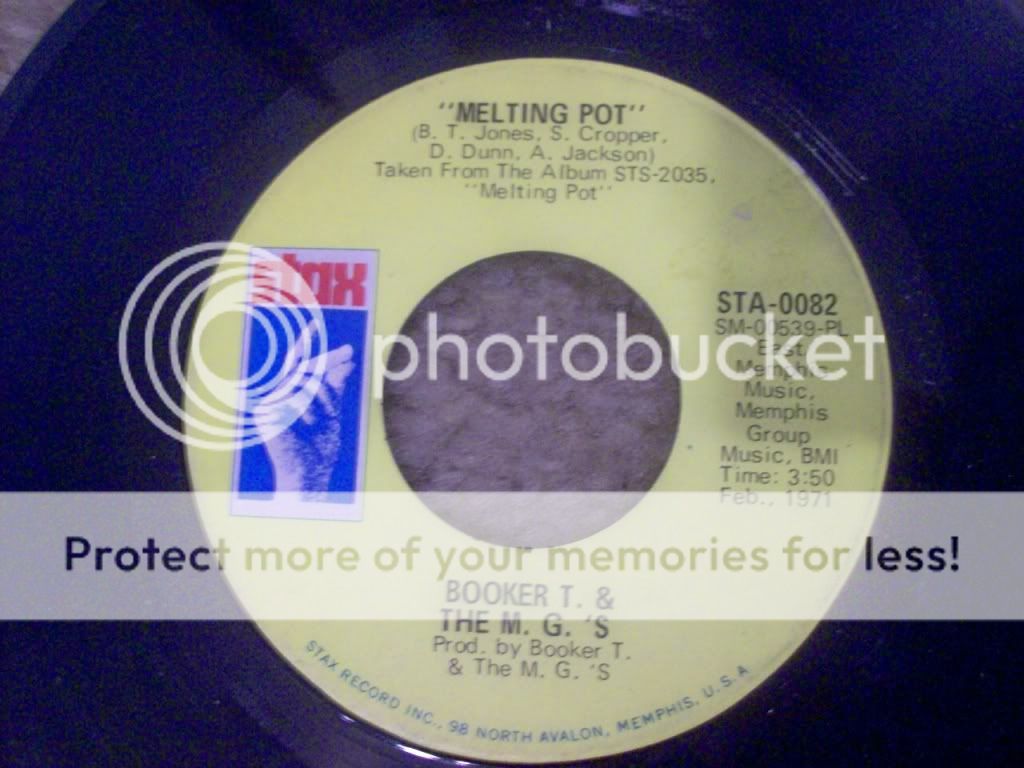 "MELTING POT"
(B. T. Jones, S. Cropper,
D. Dunn, A. Jackson)
Taken From The Album STS-2035,
"Melting Pot"
stax
STA-0082
SM-00539-PL
East
Memphis
Music,
Memphis
Group
Music, BMI
Time: 3:50
Feb., 1971
photobucket
Protect more of your memories for less!
BOOKER T. &
THE M. G. 'S
Prod. by Booker T.
& The M. G. 'S
STAX RECORD INC., 98 NORTH AVALON, MEMPHIS, U.S.A